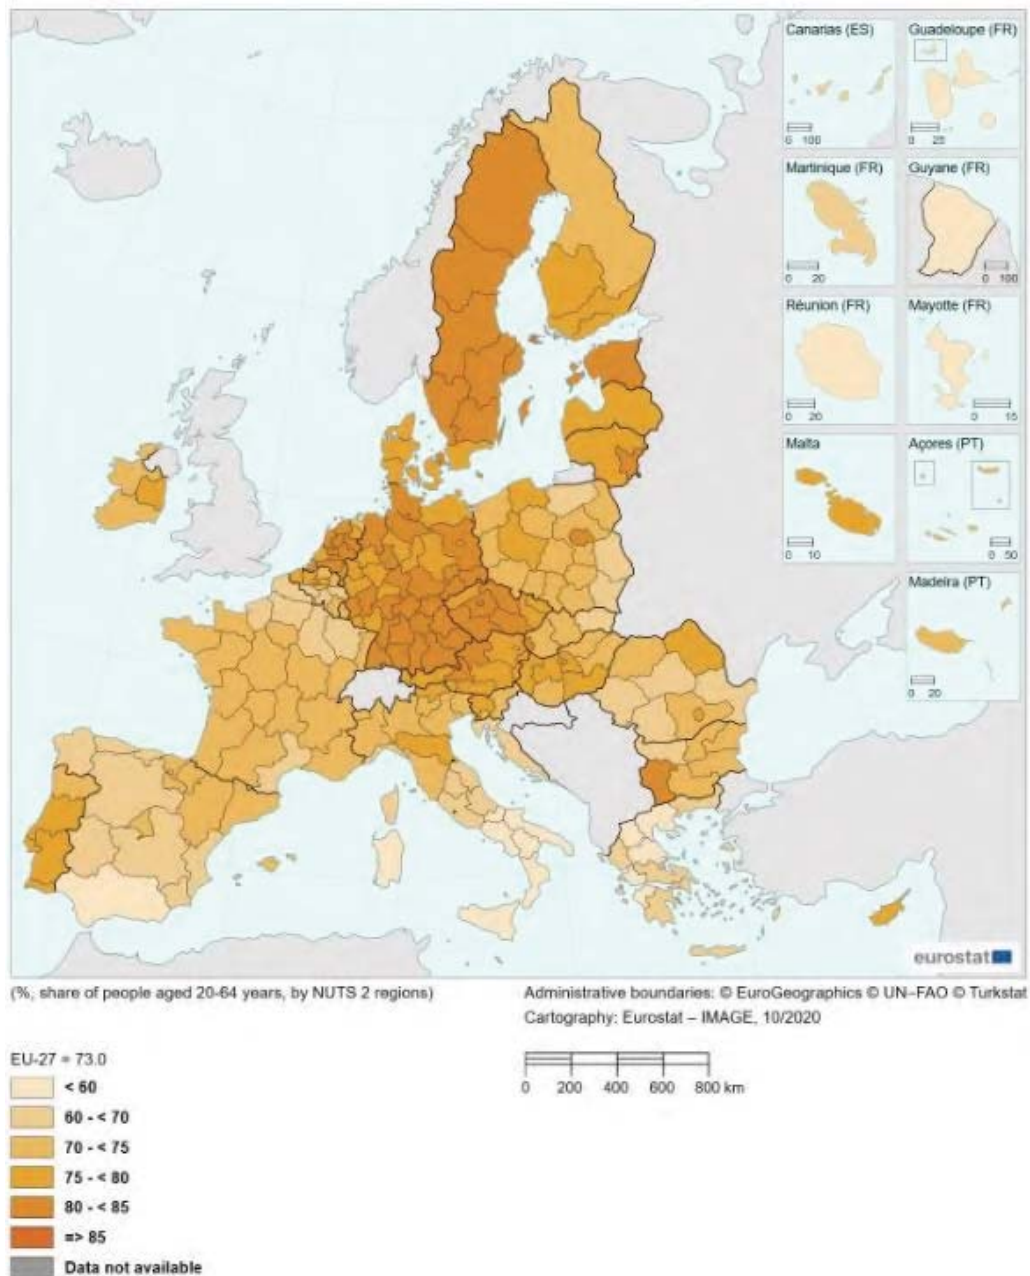 Canarias (ES)
0 100
Guadeloupe (FR)
0 25
Martinique (FR)
0 20
Guyane (FR)
0 100
Réunion (FR)
0 20
Mayotte (FR)
0 15
Malta
0 10
Açores (PT)
0 50
Madeira (PT)
0 20
eurostat
(%, share of people aged 20-64 years, by NUTS 2 regions)
Administrative boundaries: © EuroGeographics © UN–FAO © Turkstat
Cartography: Eurostat – IMAGE, 10/2020
EU-27 = 73.0
< 60
60 - < 70
70 - < 75
75 - < 80
80 - < 85
=> 85
Data not available
0 200 400 600 800 km